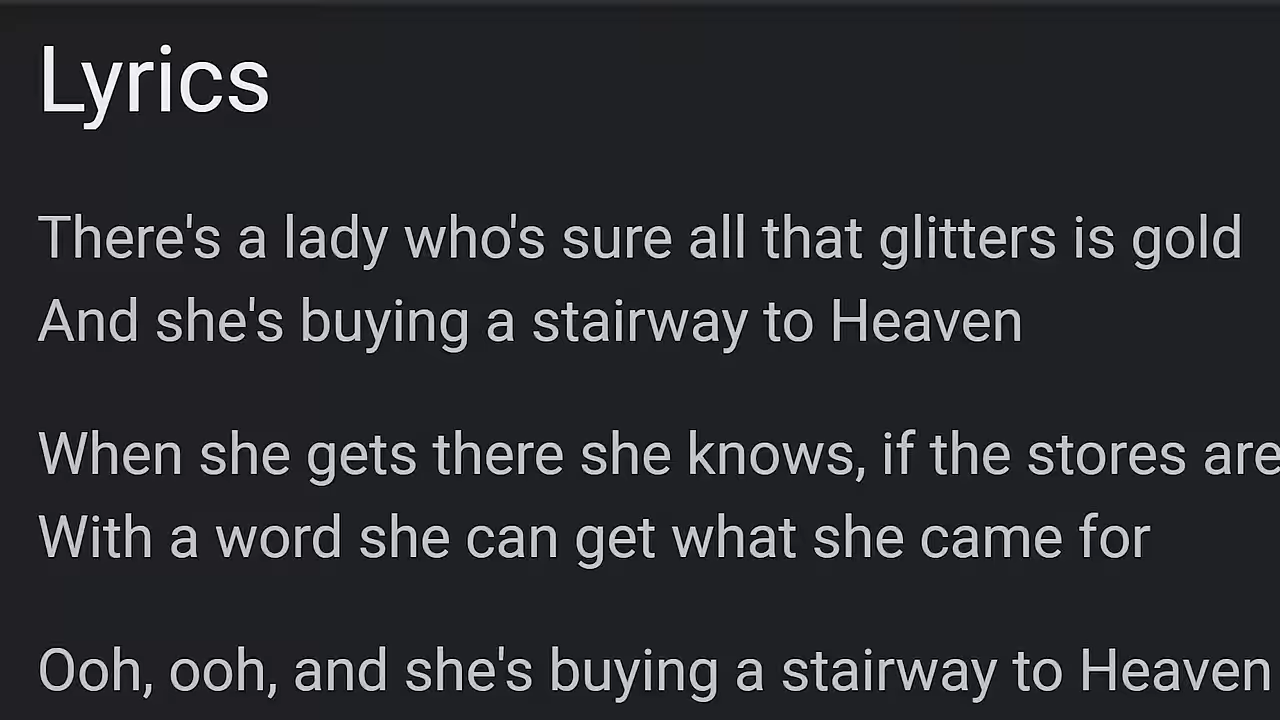 Lyrics
There's a lady who's sure all that glitters is gold
And she's buying a stairway to Heaven
When she gets there she knows, if the stores are
With a word she can get what she came for
Ooh, ooh, and she's buying a stairway to Heaven